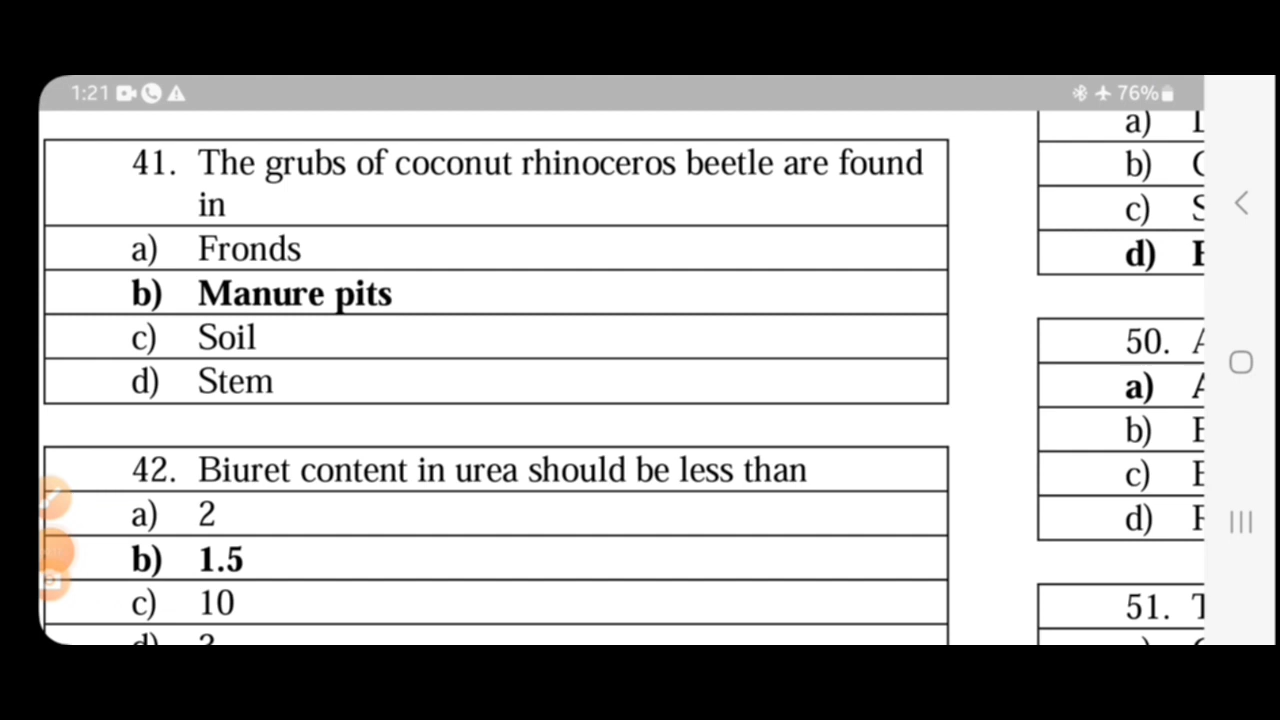 1:21
76%
41. The grubs of coconut rhinoceros beetle are found
in
a) Fronds
b) Manure pits
c) Soil
d) Stem
42. Biuret content in urea should be less than
a) 2
b) 1.5
c) 10
a)
b)
c)
d)
50.
a)
b)
c)
d)
51.